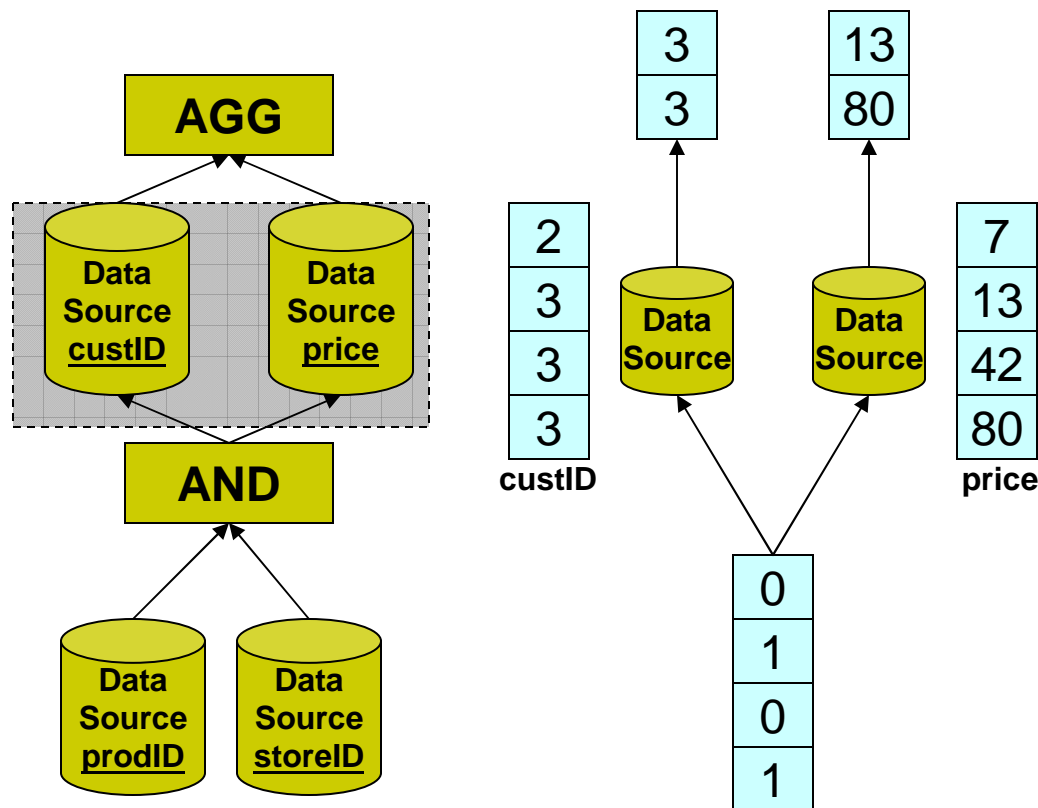 AGG
Data
Source
custID
Data
Source
price
AND
Data
Source
prodID
Data
Source
storeID
3
3
13
80
2
3
3
3
custID
Data
Source
Data
Source
7
13
42
80
price
0
1
0
1